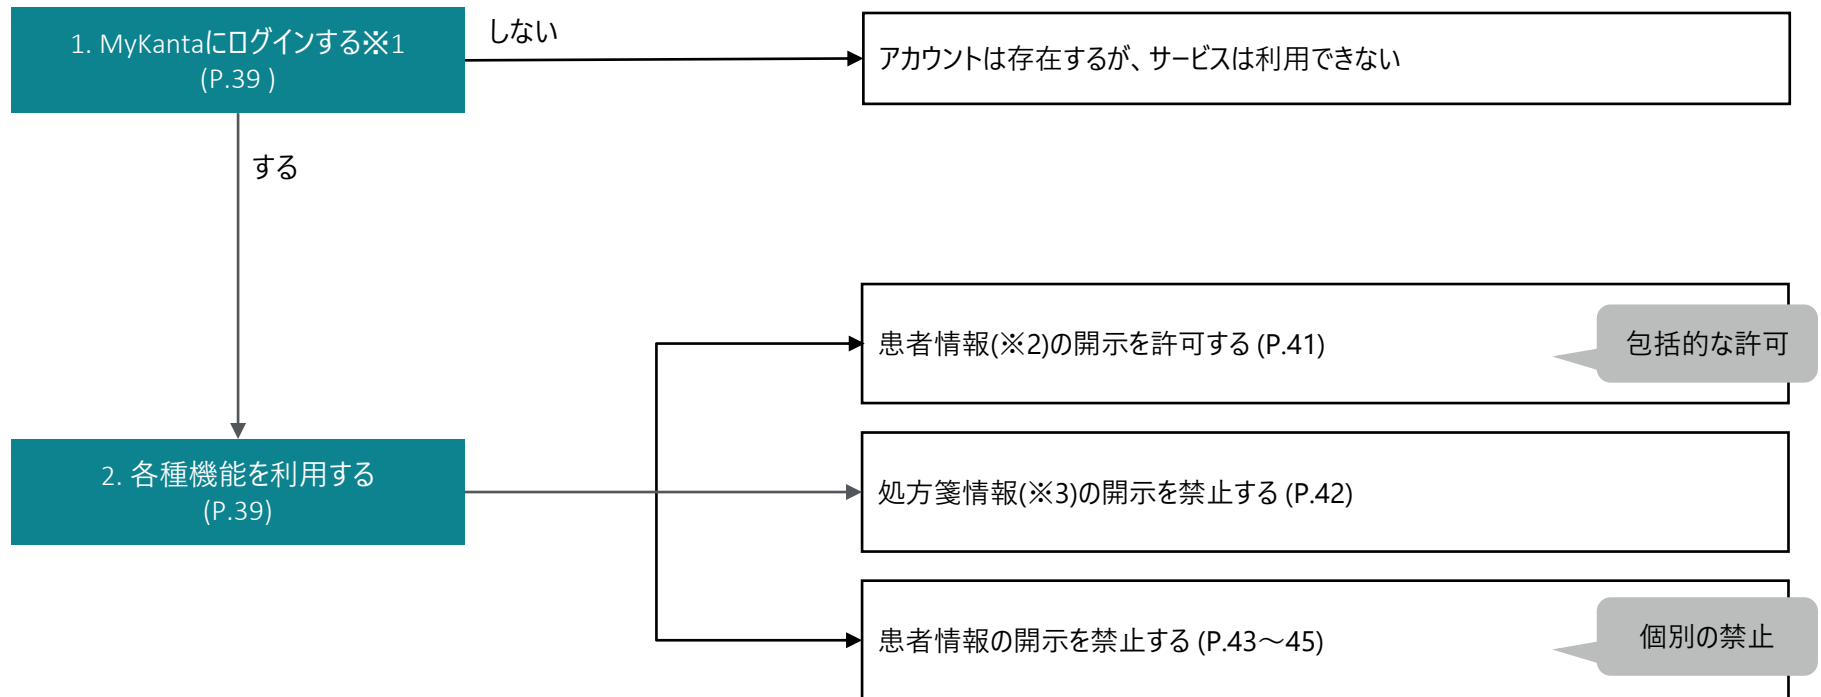 1. MyKantaにログインする※1
(P.39 )
しない
アカウントは存在するが、サービスは利用できない
する
患者情報(※2)の開示を許可する (P.41)
包括的な許可
2. 各種機能を利用する
(P.39)
処方箋情報(※3)の開示を禁止する (P.42)
患者情報の開示を禁止する (P.43～45)
個別の禁止